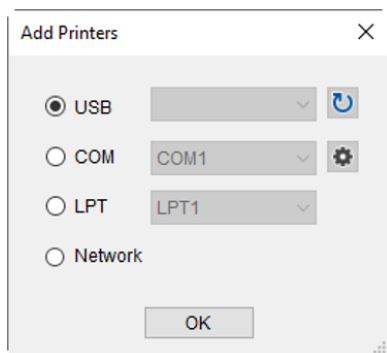 Add Printers
USB
COM COM1
LPT LPT1
Network
OK